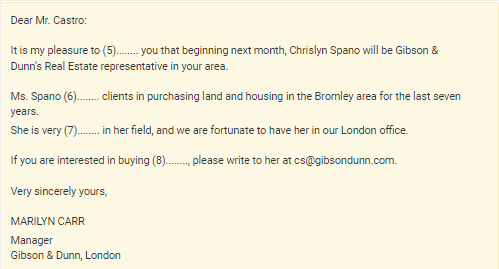 Dear Mr. Castro:
It is my pleasure to (5)........ you that beginning next month, Chrislyn Spano will be Gibson &
Dunn's Real Estate representative in your area.
Ms. Spano (6)........ clients in purchasing land and housing in the Bromley area for the last seven
years.
She is very (7)........ in her field, and we are fortunate to have her in our London office.
If you are interested in buying (8)........, please write to her at cs@gibsondunn.com.
Very sincerely yours,
MARILYN CARR
Manager
Gibson & Dunn, London